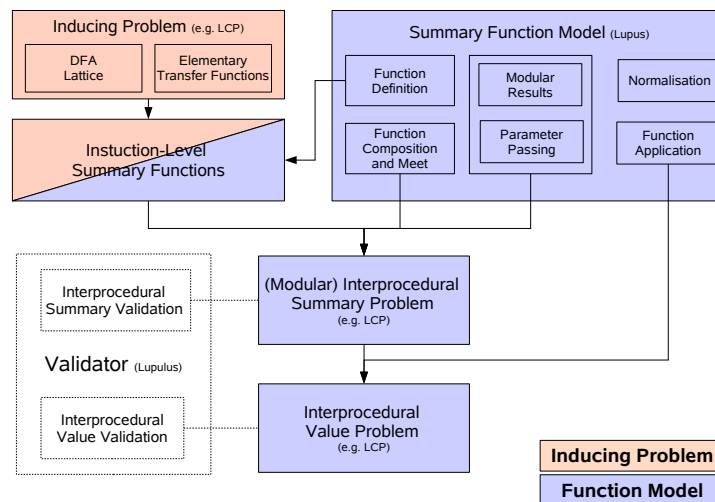 Inducing Problem (e.g. LCP)
DFA
Lattice
Elementary
Transfer Functions
Summary Function Model (Lupus)
Function
Definition
Modular
Results
Normalisation
Function
Composition
and Meet
Parameter
Passing
Function
Application
Instuction-Level
Summary Functions
(Modular) Interprocedural
Summary Problem
(e.g. LCP)
Interprocedural
Summary Validation
Validator (Lupulus)
Interprocedural
Value Validation
Interprocedural
Value Problem
(e.g. LCP)
Inducing Problem
Function Model